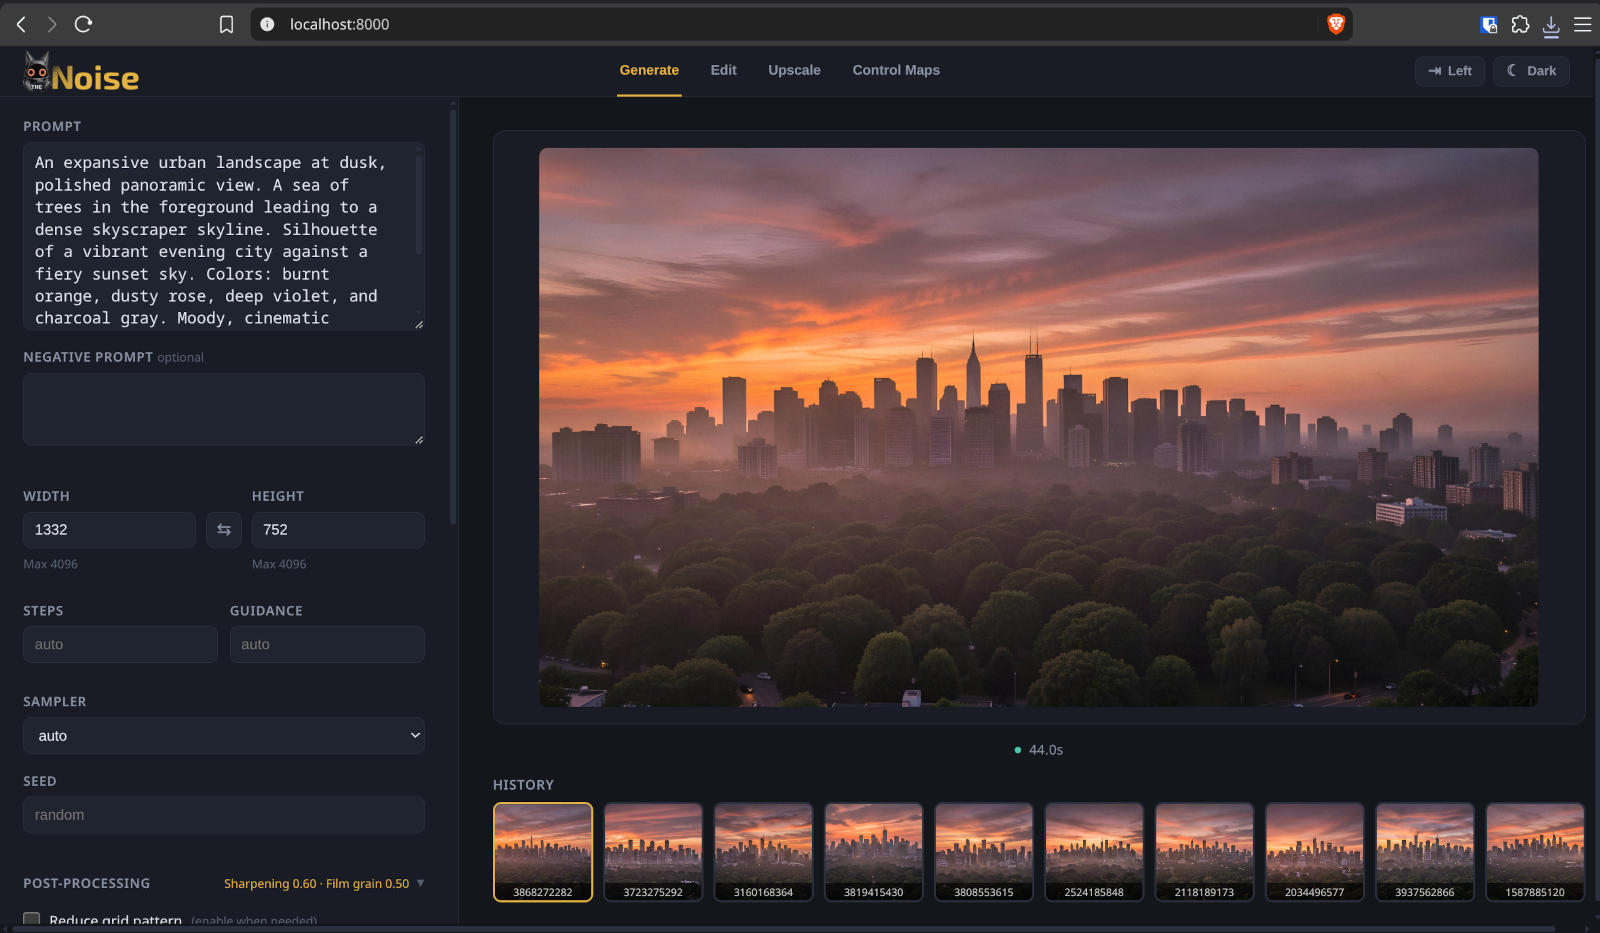 localhost:8000
THE Noise
Generate
Edit
Upscale
Control Maps
Left
Dark
PROMPT
An expansive urban landscape at dusk,
polished panoramic view. A sea of
trees in the foreground leading to a
dense skyscraper skyline. Silhouette
of a vibrant evening city against a
fiery sunset sky. Colors: burnt
orange, dusty rose, deep violet, and
charcoal gray. Moody, cinematic
NEGATIVE PROMPT optional
WIDTH
HEIGHT
1332
752
Max 4096
Max 4096
STEPS
GUIDANCE
auto
auto
SAMPLER
auto
SEED
random
POST-PROCESSING
Sharpening 0.60 · Film grain 0.50
Reduce grid pattern (enable when needed)
44.0s
HISTORY
3868272282
3723275292
3160168364
3819415430
3808553615
2524185848
2118189173
2034496577
3937562866
1587885120